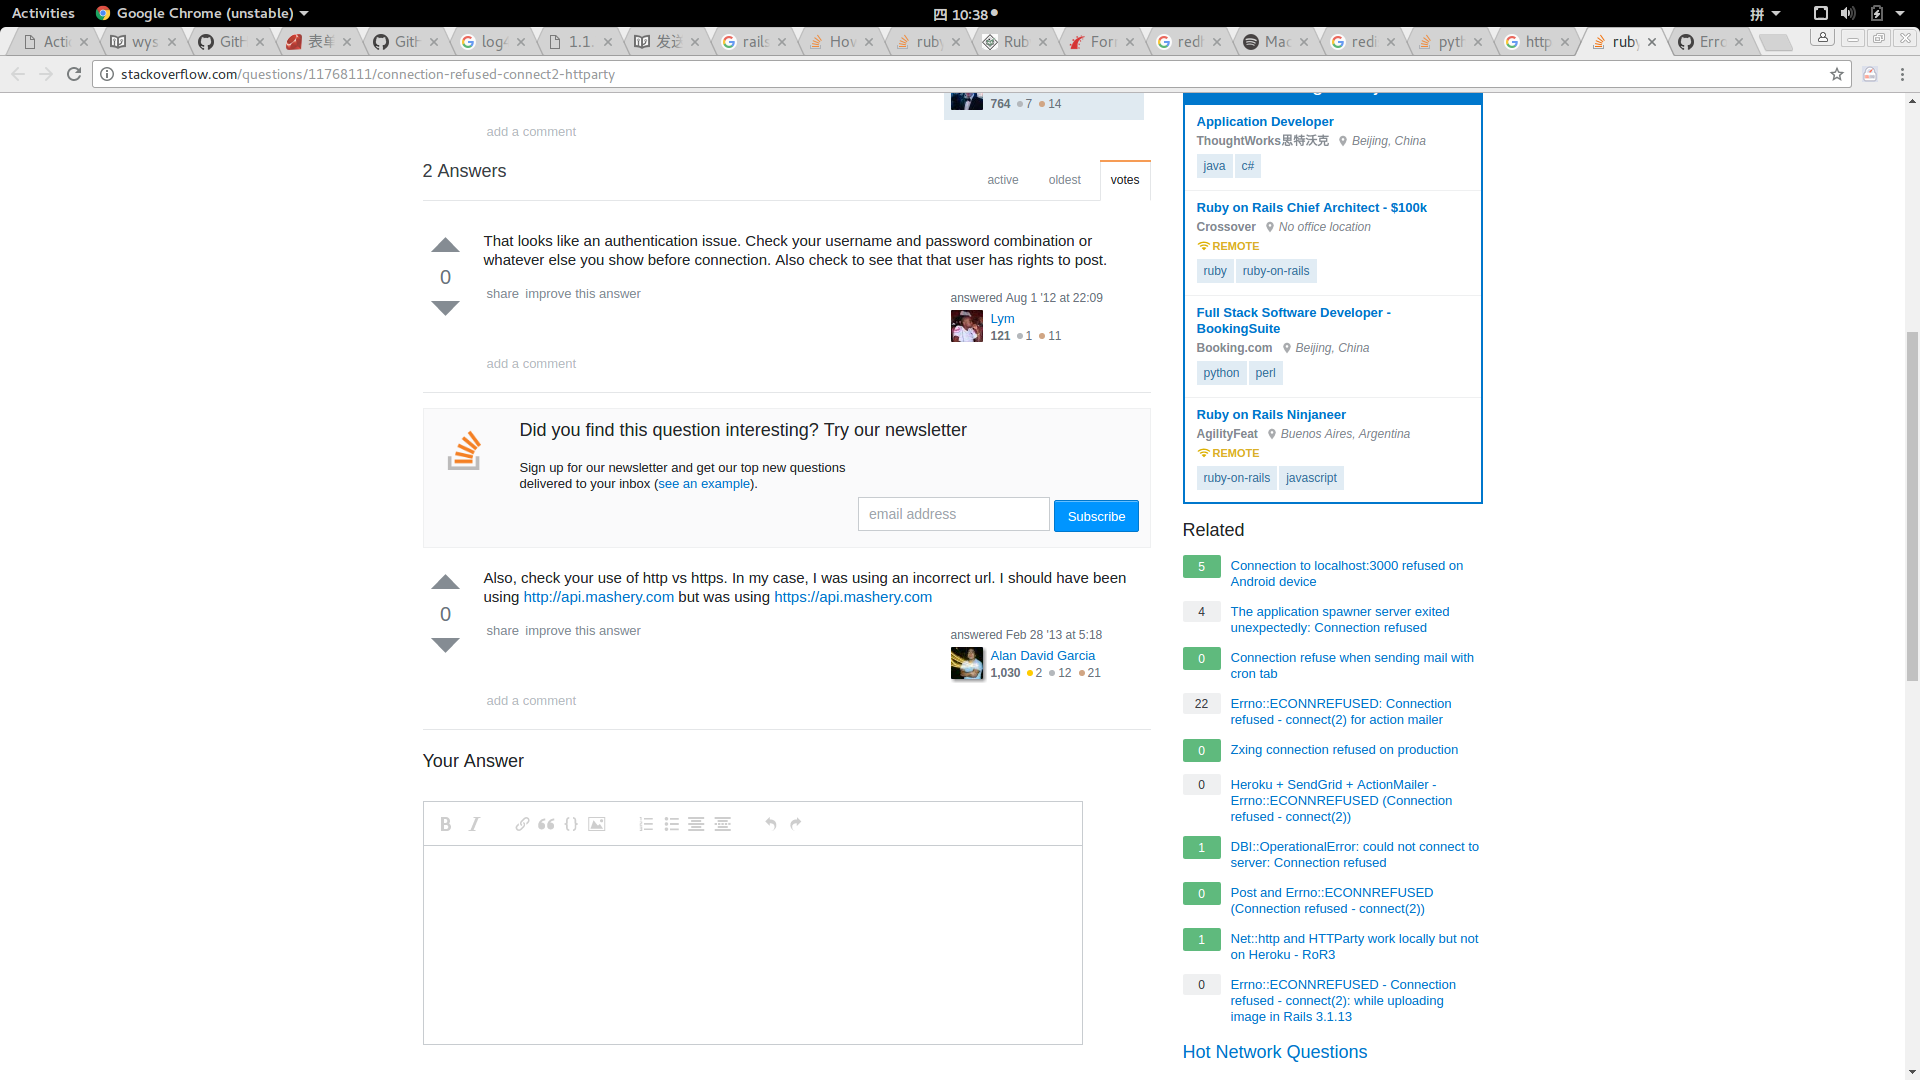 Activities Google Chrome (unstable) 四 10:38 拼
Acti wys GitH 表单 GitH log4 1.1. 发送 rails How ruby Rub Forr redi Mac redi pyth http ruby Erro
stackoverflow.com/questions/11768111/connection-refused-connect2-httparty
764 7 14
add a comment
2 Answers
active oldest votes
0
That looks like an authentication issue. Check your username and password combination or
whatever else you show before connection. Also check to see that that user has rights to post.
share improve this answer
answered Aug 1 '12 at 22:09
Lym
121 1 11
add a comment
Did you find this question interesting? Try our newsletter
Sign up for our newsletter and get our top new questions
delivered to your inbox (see an example).
email address Subscribe
0
Also, check your use of http vs https. In my case, I was using an incorrect url. I should have been
using http://api.mashery.com but was using https://api.mashery.com
share improve this answer
answered Feb 28 '13 at 5:18
Alan David Garcia
1,030 2 12 21
add a comment
Your Answer
Application Developer
ThoughtWorks思特沃克 Beijing, China
java c#
Ruby on Rails Chief Architect - $100k
Crossover No office location
REMOTE
ruby ruby-on-rails
Full Stack Software Developer -
BookingSuite
Booking.com Beijing, China
python perl
Ruby on Rails Ninjaneer
AgilityFeat Buenos Aires, Argentina
REMOTE
ruby-on-rails javascript
Related
5 Connection to localhost:3000 refused on
Android device
4 The application spawner server exited
unexpectedly: Connection refused
0 Connection refuse when sending mail with
cron tab
22 Errno::ECONNREFUSED: Connection
refused - connect(2) for action mailer
0 Zxing connection refused on production
0 Heroku + SendGrid + ActionMailer -
Errno::ECONNREFUSED (Connection
refused - connect(2))
1 DBI::OperationalError: could not connect to
server: Connection refused
0 Post and Errno::ECONNREFUSED
(Connection refused - connect(2))
1 Net::http and HTTParty work locally but not
on Heroku - RoR3
0 Errno::ECONNREFUSED - Connection
refused - connect(2): while uploading
image in Rails 3.1.13
Hot Network Questions